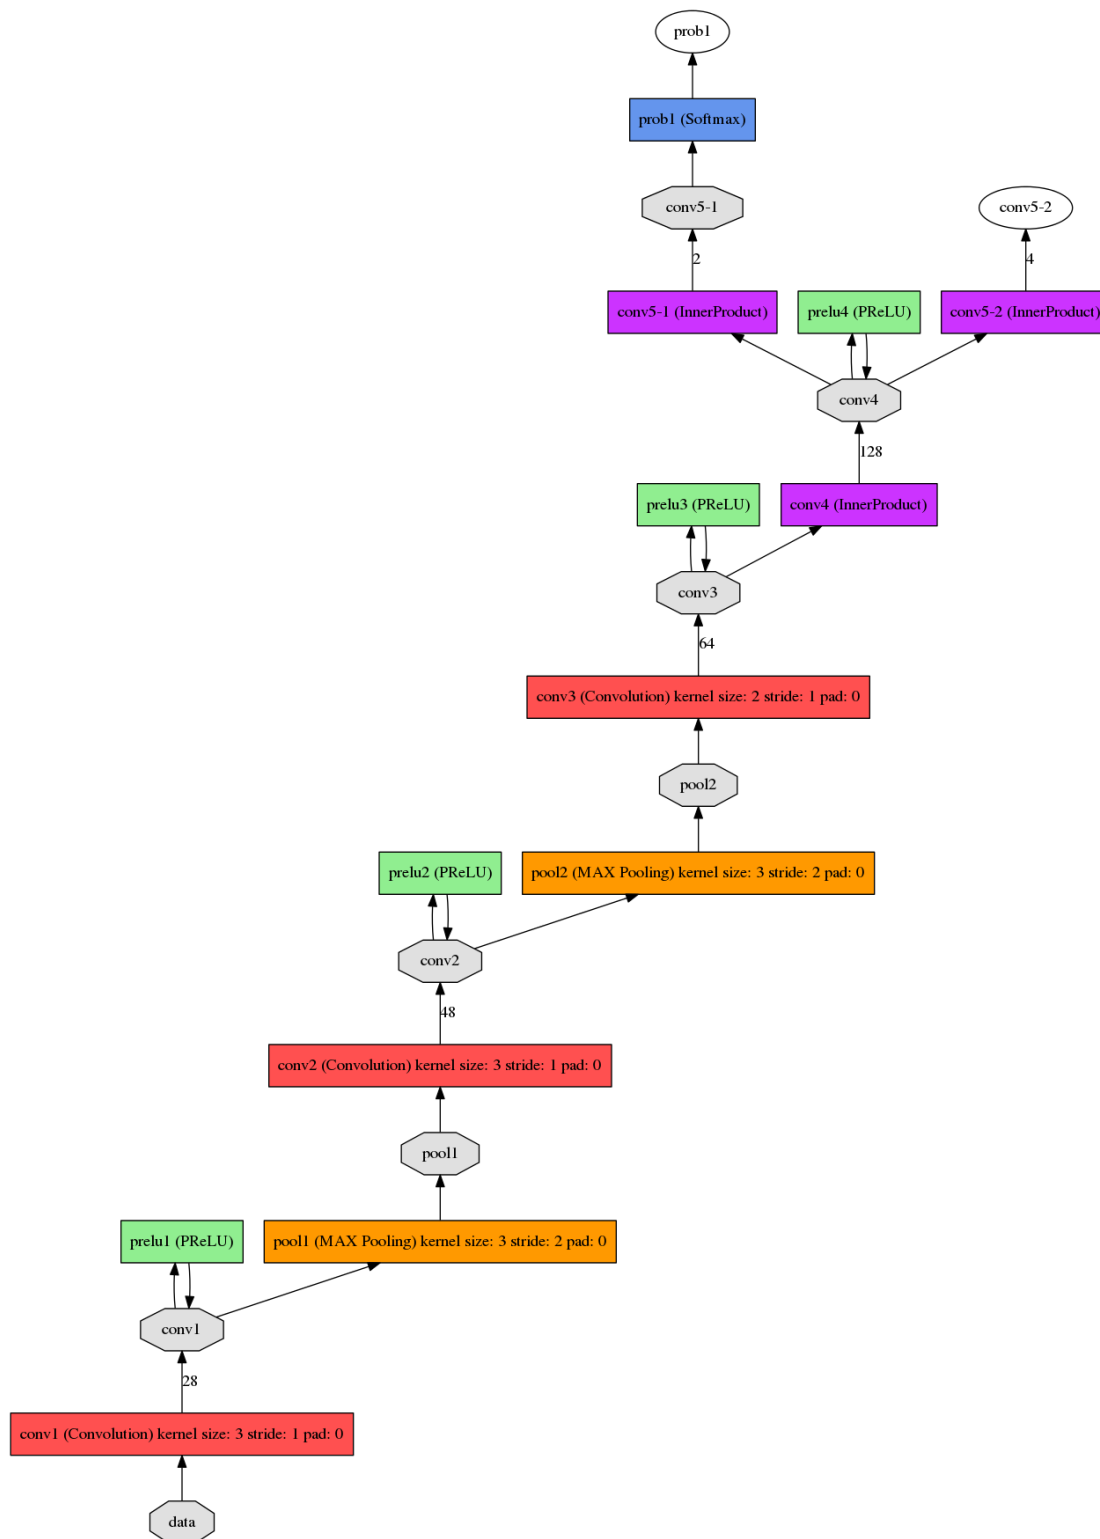 prob1
prob1 (Softmax)
conv5-1
conv5-2
2
4
conv5-1 (InnerProduct)
prelu4 (PReLU)
conv5-2 (InnerProduct)
conv4
128
prelu3 (PReLU)
conv4 (InnerProduct)
conv3
64
conv3 (Convolution) kernel size: 2 stride: 1 pad: 0
pool2
prelu2 (PReLU)
pool2 (MAX Pooling) kernel size: 3 stride: 2 pad: 0
conv2
48
conv2 (Convolution) kernel size: 3 stride: 1 pad: 0
pool1
prelu1 (PReLU)
pool1 (MAX Pooling) kernel size: 3 stride: 2 pad: 0
conv1
28
conv1 (Convolution) kernel size: 3 stride: 1 pad: 0
data